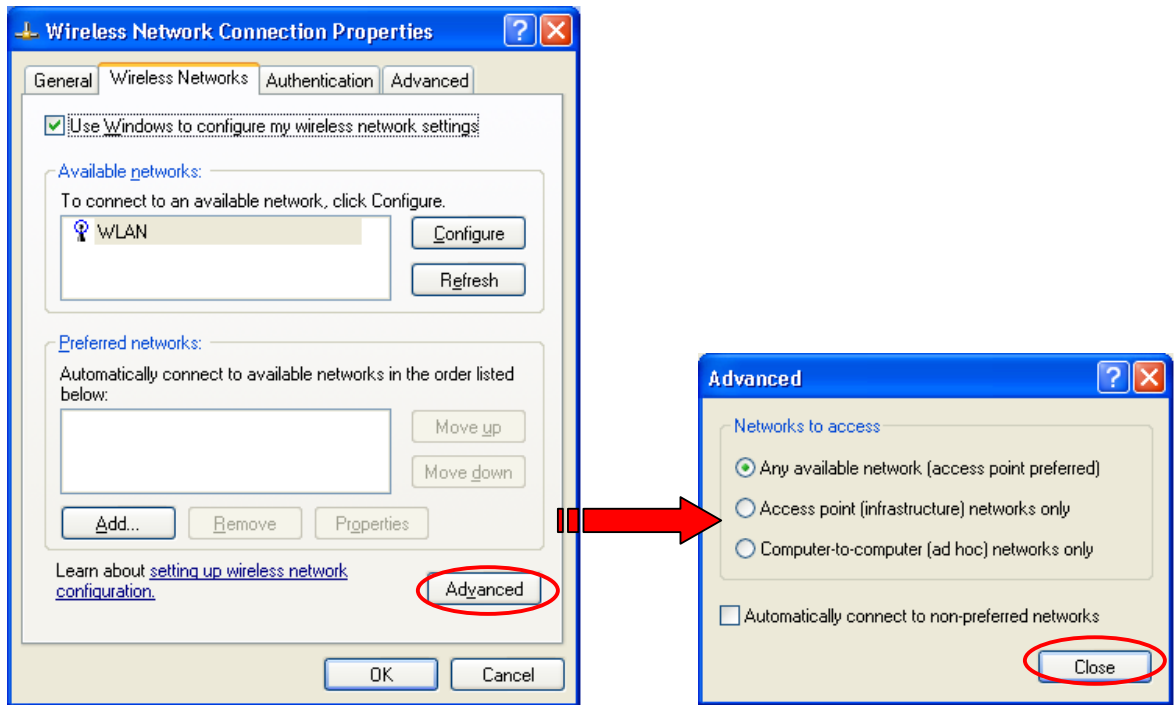 Wireless Network Connection Properties
General Wireless Networks Authentication Advanced
Use Windows to configure my wireless network settings
Available networks:
To connect to an available network, click Configure.
WLAN
Configure
Refresh
Preferred networks:
Automatically connect to available networks in the order listed
below:
Move up
Move down
Add... Remove Properties
Learn about setting up wireless network
configuration.
Advanced
OK Cancel
Advanced
Networks to access
Any available network (access point preferred)
Access point (infrastructure) networks only
Computer-to-computer (ad hoc) networks only
Automatically connect to non-preferred networks
Close